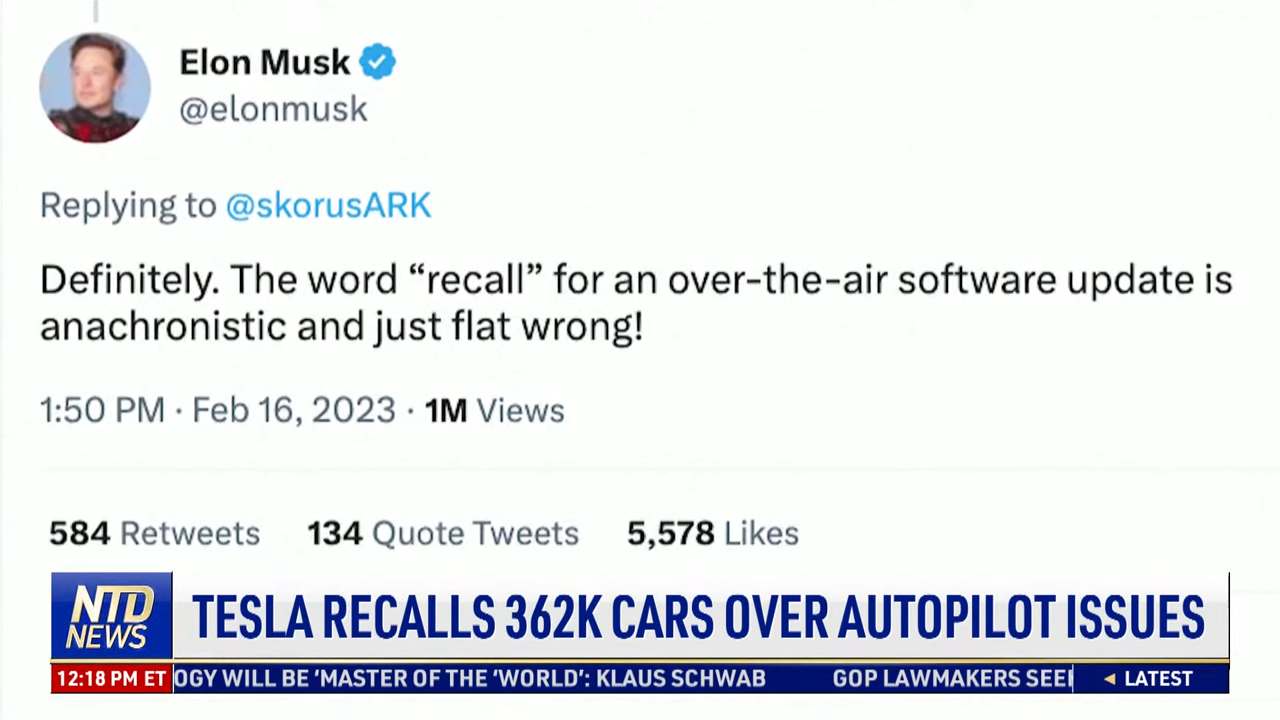 Elon Musk
@elonmusk
Replying to @skorusARK
Definitely. The word “recall” for an over-the-air software update is
anachronistic and just flat wrong!
1:50 PM · Feb 16, 2023 · 1M Views
584 Retweets 134 Quote Tweets 5,578 Likes
NTD
NEWS
TESLA RECALLS 362K CARS OVER AUTOPILOT ISSUES
12:18 PM ET OGY WILL BE ‘MASTER OF THE ‘WORLD’: KLAUS SCHWAB GOP LAWMAKERS SEE ◄ LATEST